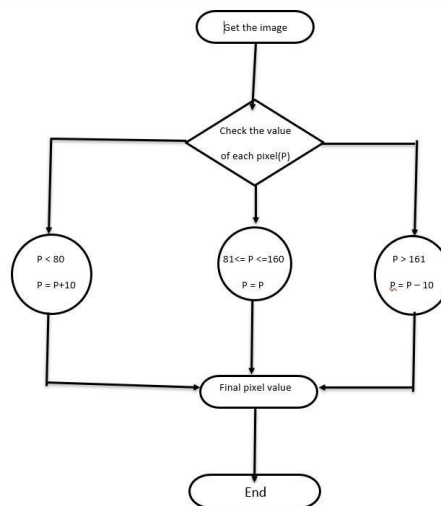 Get the image
Check the value
of each pixel(P)
P < 80
P = P+10
81<= P <=160
P = P
P > 161
P = P – 10
Final pixel value
End